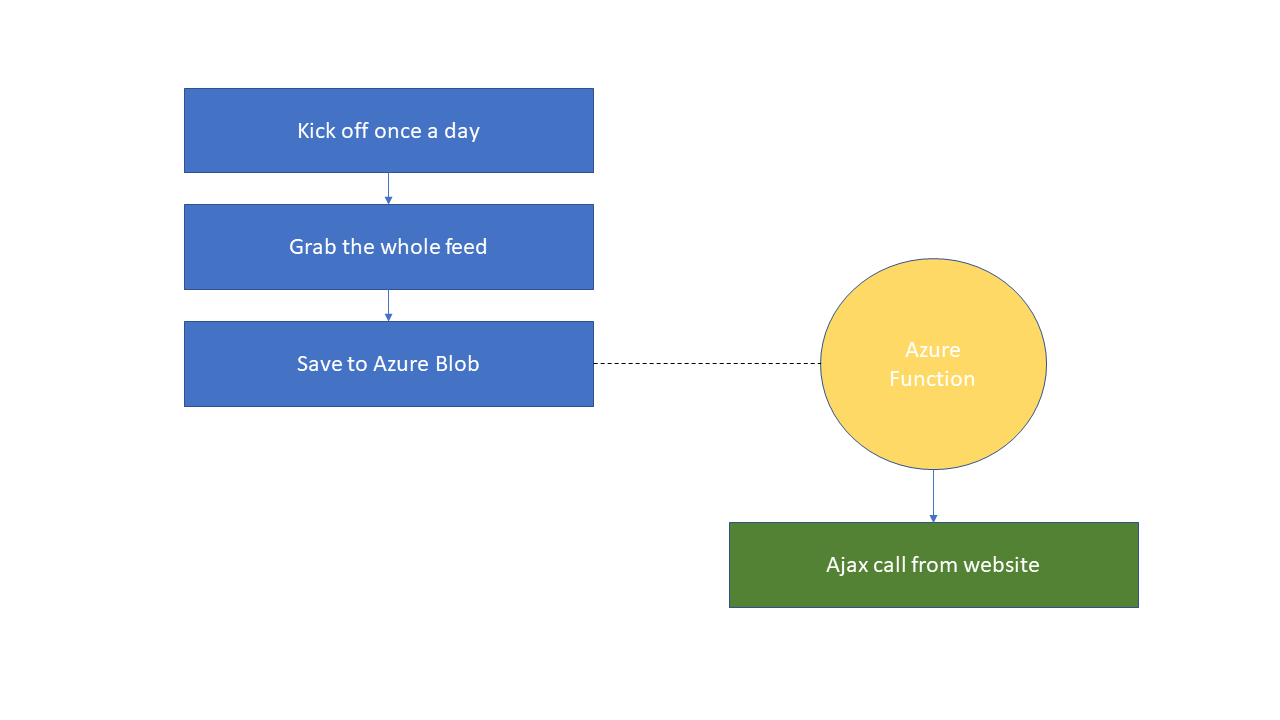 Kick off once a day
Grab the whole feed
Save to Azure Blob
Azure
Function
Ajax call from website